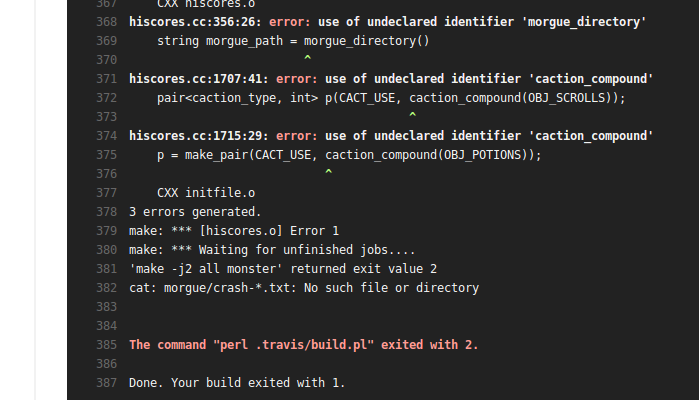 367 CXX hiscores.o
368 hiscores.cc:356:26: error: use of undeclared identifier 'morgue_directory'
369 string morgue_path = morgue_directory()
370 ^
371 hiscores.cc:1707:41: error: use of undeclared identifier 'caction_compound'
372 pair<caction_type, int> p(CACT_USE, caction_compound(OBJ_SCROLLS));
373 ^
374 hiscores.cc:1715:29: error: use of undeclared identifier 'caction_compound'
375 p = make_pair(CACT_USE, caction_compound(OBJ_POTIONS));
376 ^
377 CXX initfile.o
378 3 errors generated.
379 make: *** [hiscores.o] Error 1
380 make: *** Waiting for unfinished jobs....
381 'make -j2 all monster' returned exit value 2
382 cat: morgue/crash-*.txt: No such file or directory
383
384
385 The command "perl .travis/build.pl" exited with 2.
386
387 Done. Your build exited with 1.